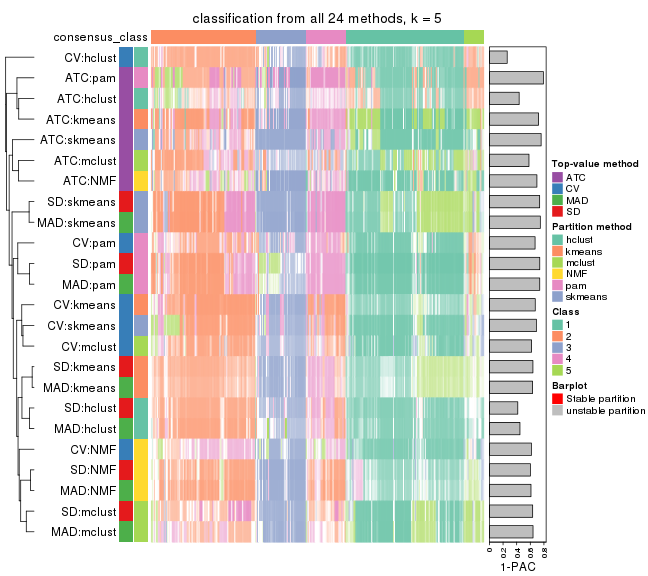 classification from all 24 methods, k = 5
consensus_class
CV:hclust
ATC:pam
ATC:hclust
ATC:kmeans
ATC:skmeans
ATC:mclust
ATC:NMF
SD:skmeans
MAD:skmeans
CV:pam
SD:pam
MAD:pam
CV:kmeans
CV:skmeans
CV:mclust
SD:kmeans
MAD:kmeans
SD:hclust
MAD:hclust
CV:NMF
SD:NMF
MAD:NMF
SD:mclust
MAD:mclust
0 0.2 0.4 0.6 0.8
1-PAC
Top-value method
ATC
CV
MAD
SD
Partition method
hclust
kmeans
mclust
NMF
pam
skmeans
Class
1
2
3
4
5
Barplot
Stable partition
unstable partition